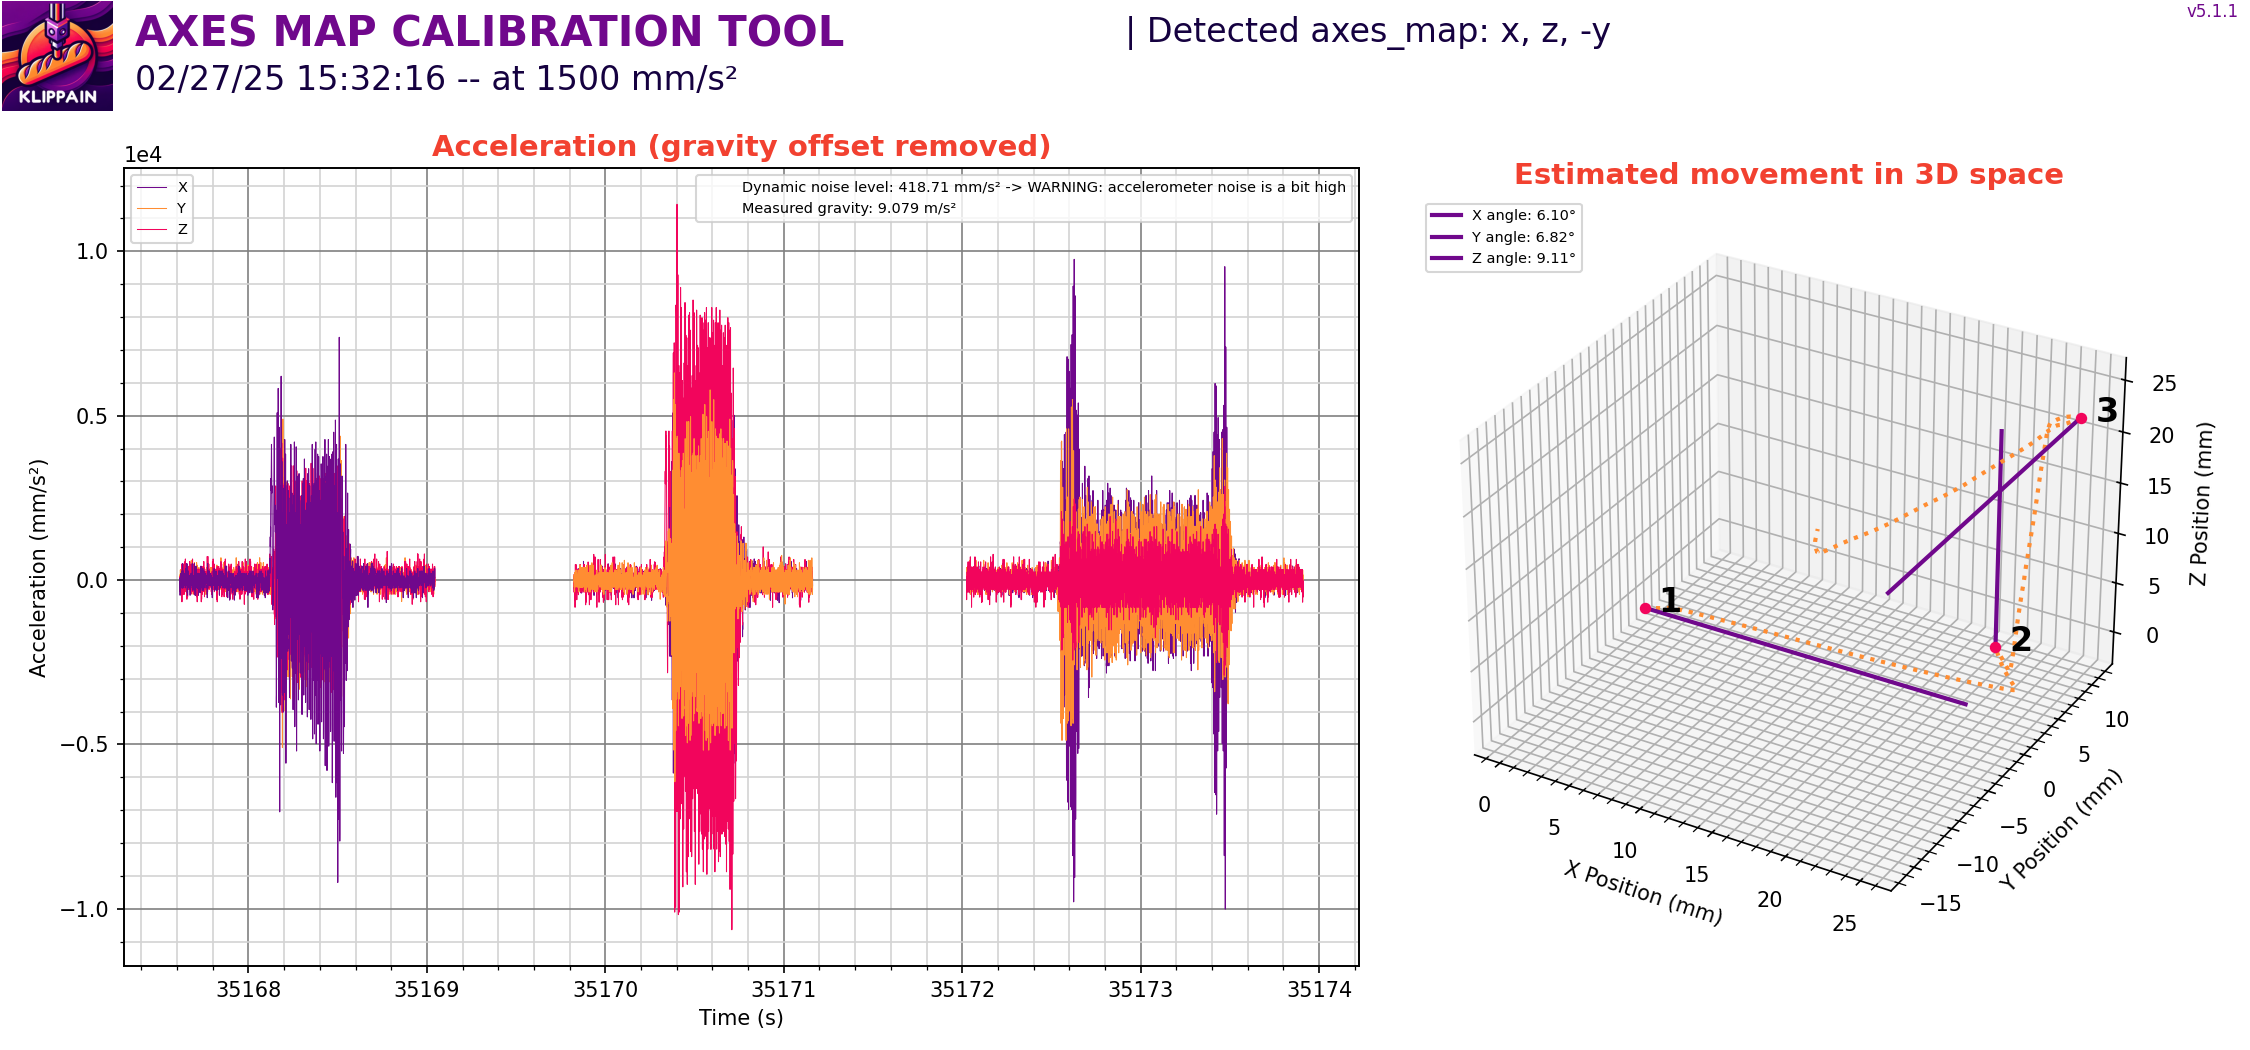 KLIPPAIN
AXES MAP CALIBRATION TOOL
| Detected axes_map: x, z, -y
v5.1.1
02/27/25 15:32:16 -- at 1500 mm/s²
Acceleration (gravity offset removed)
1e4
X
Y
Z
Dynamic noise level: 418.71 mm/s² -> WARNING: accelerometer noise is a bit high
Measured gravity: 9.079 m/s²
1.0
0.5
0.0
−0.5
−1.0
Acceleration (mm/s²)
35168
35169
35170
35171
35172
35173
35174
Time (s)
Estimated movement in 3D space
X angle: 6.10°
Y angle: 6.82°
Z angle: 9.11°
1
2
3
25
20
15
10
5
0
Z Position (mm)
10
5
0
−5
−10
−15
Y Position (mm)
0
5
10
15
20
25
X Position (mm)